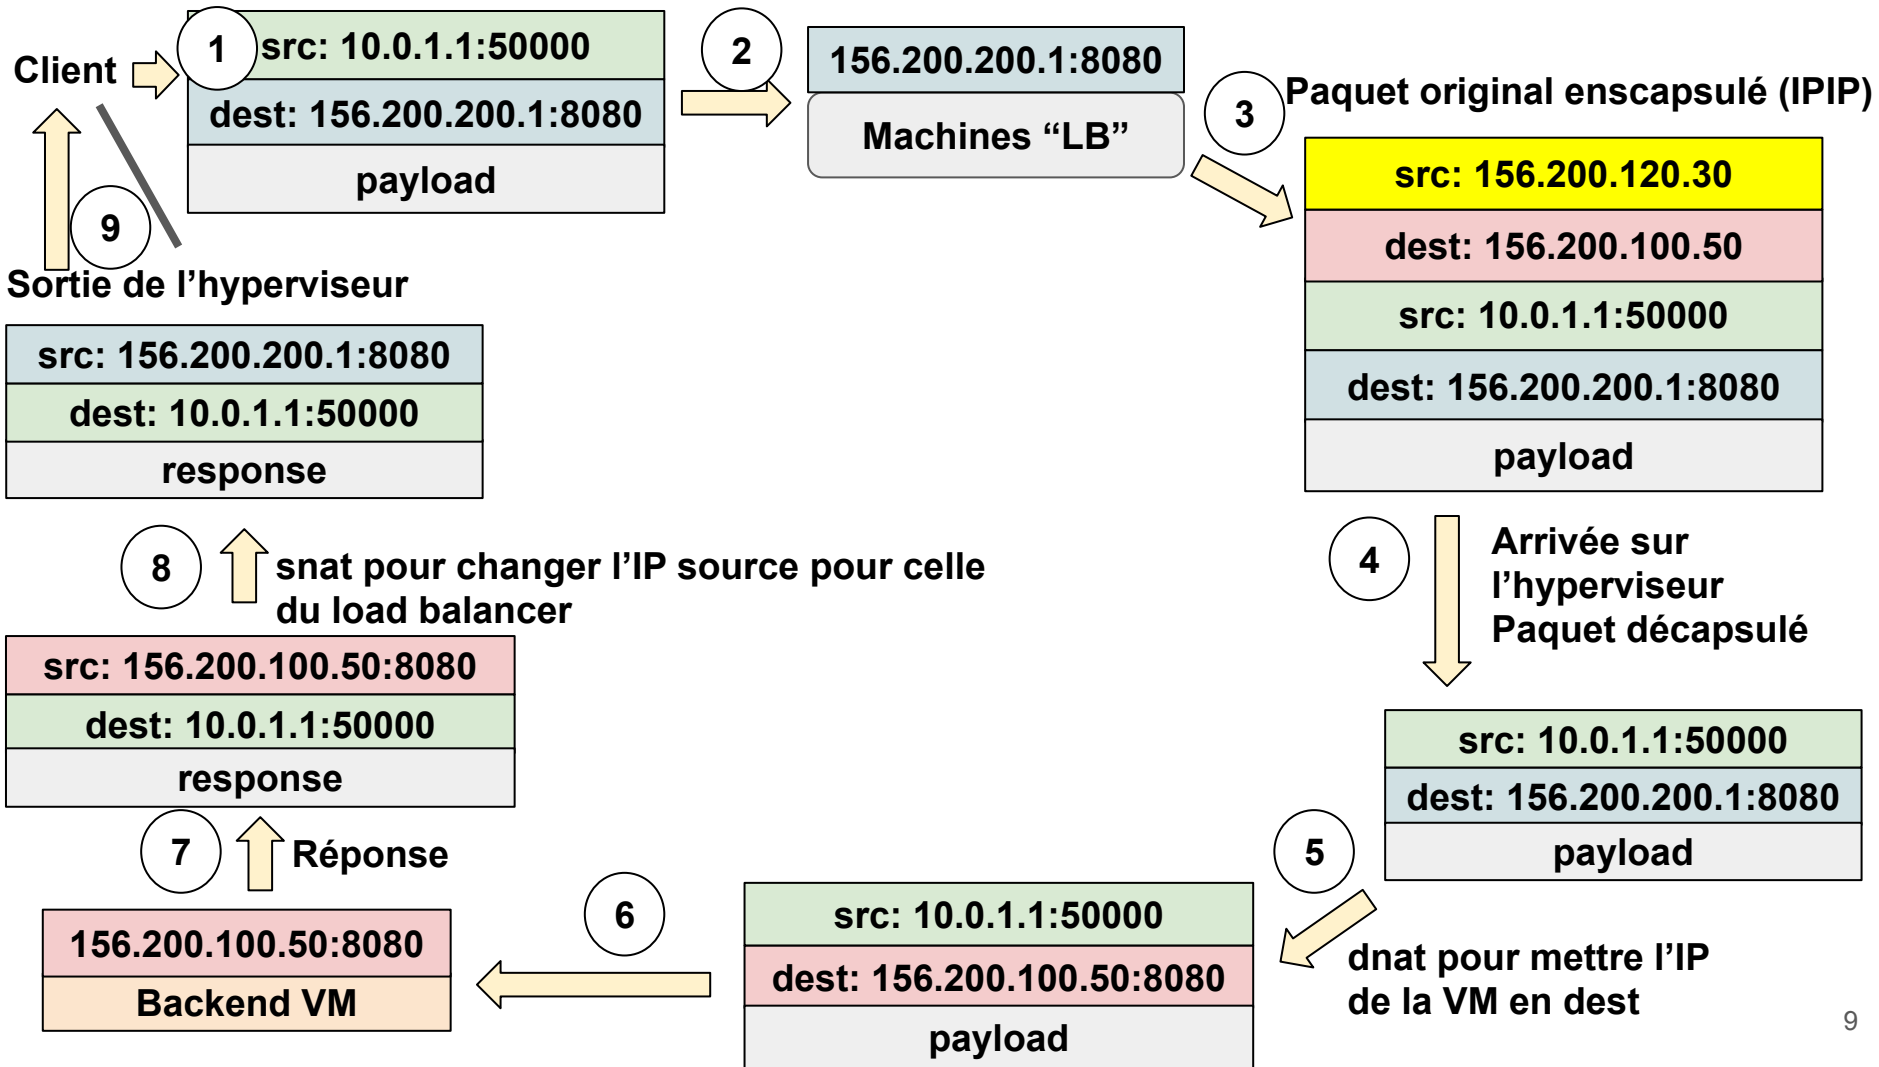 Client
1
src: 10.0.1.1:50000
dest: 156.200.200.1:8080
payload
2
156.200.200.1:8080
Machines “LB”
3
Paquet original enscapsulé (IPIP)
src: 156.200.120.30
dest: 156.200.100.50
src: 10.0.1.1:50000
dest: 156.200.200.1:8080
payload
4
Arrivée sur
l’hyperviseur
Paquet décapsulé
src: 10.0.1.1:50000
dest: 156.200.200.1:8080
payload
5
dnat pour mettre l’IP
de la VM en dest
src: 10.0.1.1:50000
dest: 156.200.100.50:8080
payload
6
156.200.100.50:8080
Backend VM
7
Réponse
src: 156.200.100.50:8080
dest: 10.0.1.1:50000
response
8
snat pour changer l’IP source pour celle
du load balancer
src: 156.200.200.1:8080
dest: 10.0.1.1:50000
response
Sortie de l’hyperviseur
9
9